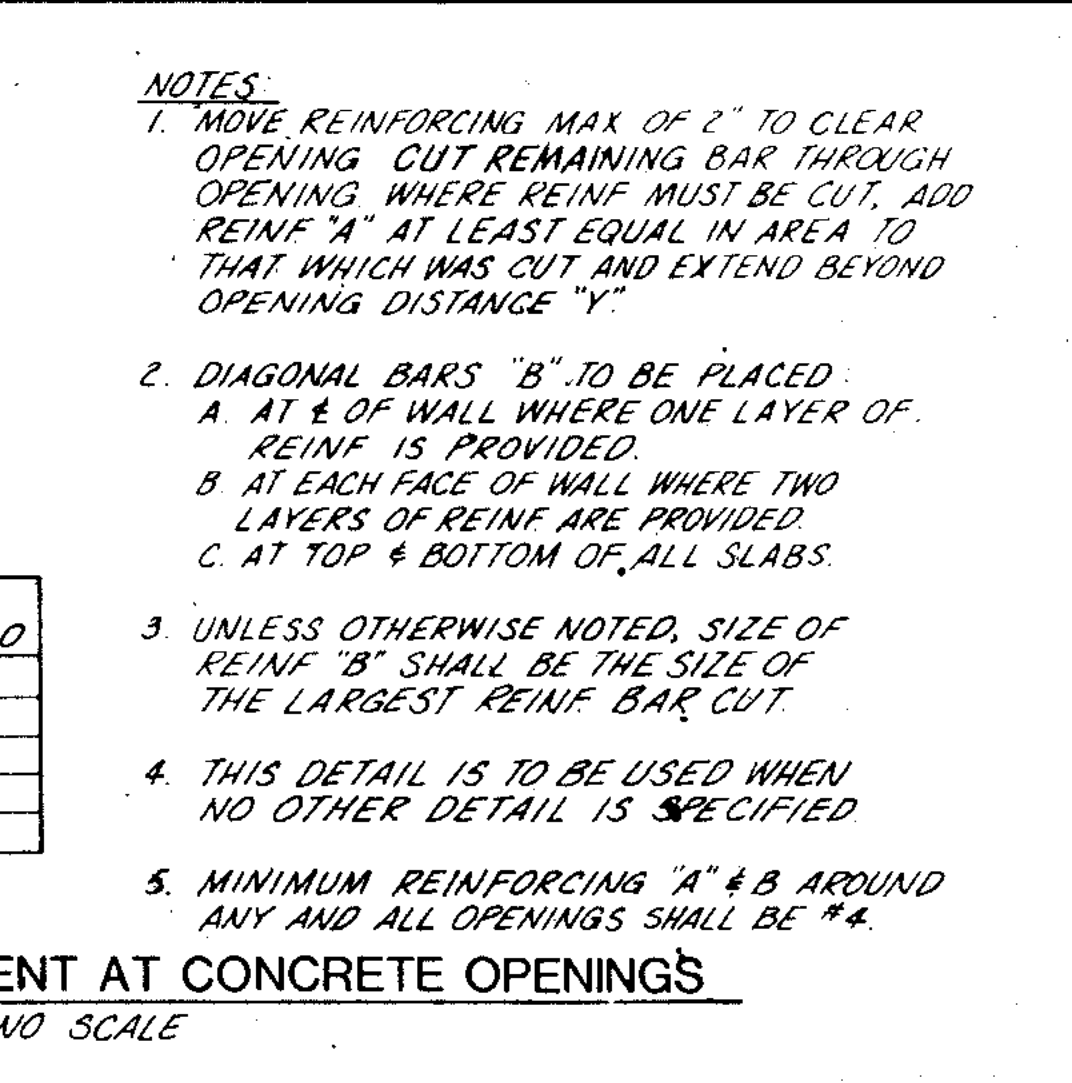 NOTES:
1. MOVE REINFORCING MAX OF 2" TO CLEAR
OPENING CUT REMAINING BAR THROUGH
OPENING. WHERE REINF MUST BE CUT, ADD
REINF. "A" AT LEAST EQUAL IN AREA TO
THAT WHICH WAS CUT AND EXTEND BEYOND
OPENING DISTANCE "Y".
2. DIAGONAL BARS "B" TO BE PLACED:
A. AT ℄ OF WALL WHERE ONE LAYER OF
REINF IS PROVIDED.
B. AT EACH FACE OF WALL WHERE TWO
LAYERS OF REINF. ARE PROVIDED.
C. AT TOP & BOTTOM OF ALL SLABS.
O
3. UNLESS OTHERWISE NOTED, SIZE OF
REINF "B" SHALL BE THE SIZE OF
THE LARGEST REINF. BAR CUT.
4. THIS DETAIL IS TO BE USED WHEN
NO OTHER DETAIL IS SPECIFIED.
5. MINIMUM REINFORCING "A" & B AROUND
ANY AND ALL OPENINGS SHALL BE #4.
ENT AT CONCRETE OPENINGS
NO SCALE